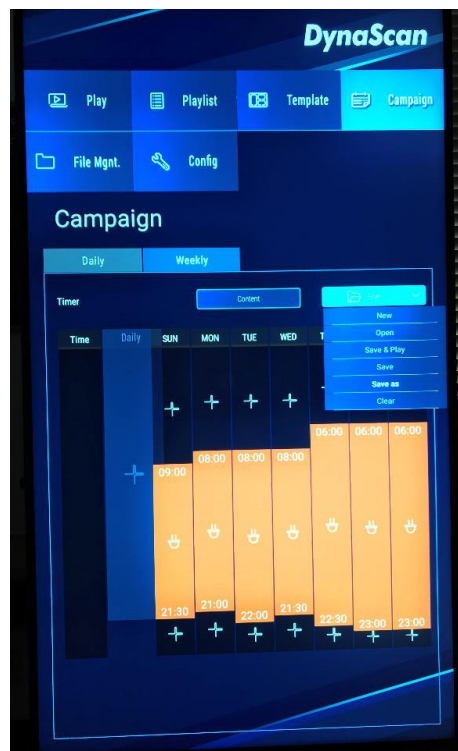 DynaScan
Play
Playlist
Template
Campaign
File Mgnt.
Config
Campaign
Daily
Weekly
Timer
Content
New
Open
Save & Play
Save
Save as
Clear
Time
Daily
SUN
MON
TUE
WED
T
09:00
08:00
08:00
08:00
06:00
06:00
06:00
21:30
21:00
22:00
21:30
22:30
23:00
23:00